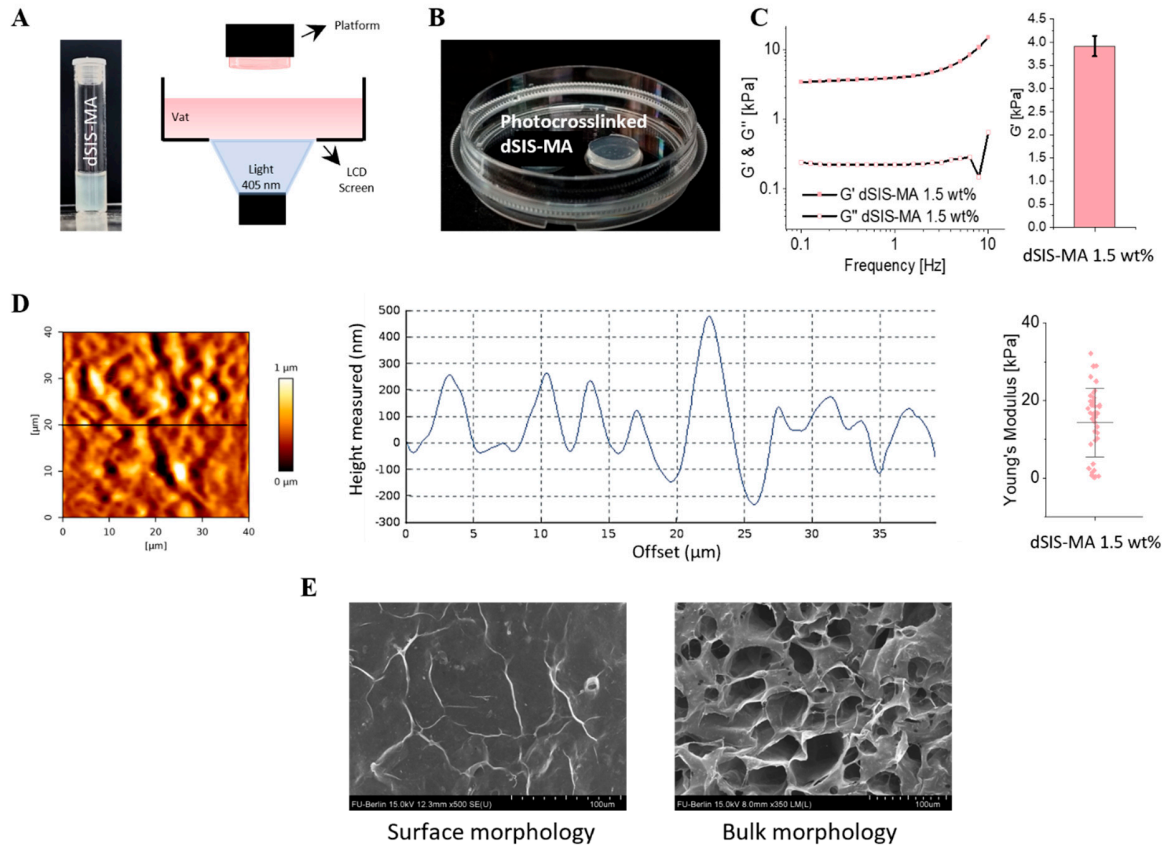 A
dSIS-MA
Platform
Vat
Light
405 nm
LCD
Screen
B
Photocrosslinked
dSIS-MA
C
G' & G'' [kPa]
10
1
0.1
G' dSIS-MA 1.5 wt%
G'' dSIS-MA 1.5 wt%
0.1
1
10
Frequency [Hz]
G' [kPa]
4.5
4.0
3.5
3.0
2.5
2.0
1.5
1.0
0.5
0.0
dSIS-MA 1.5 wt%
D
[µm]
40
30
20
10
0
0
10
20
30
40
[µm]
1 µm
0 µm
Height measured (nm)
500
400
300
200
100
0
-100
-200
-300
0
5
10
15
20
25
30
35
Offset (µm)
Young's Modulus [kPa]
40
20
0
dSIS-MA 1.5 wt%
E
FU-Berlin 15.0kV 12.3mm x500 SE(U)
100um
Surface morphology
FU-Berlin 15.0kV 8.0mm x350 LM(L)
100um
Bulk morphology